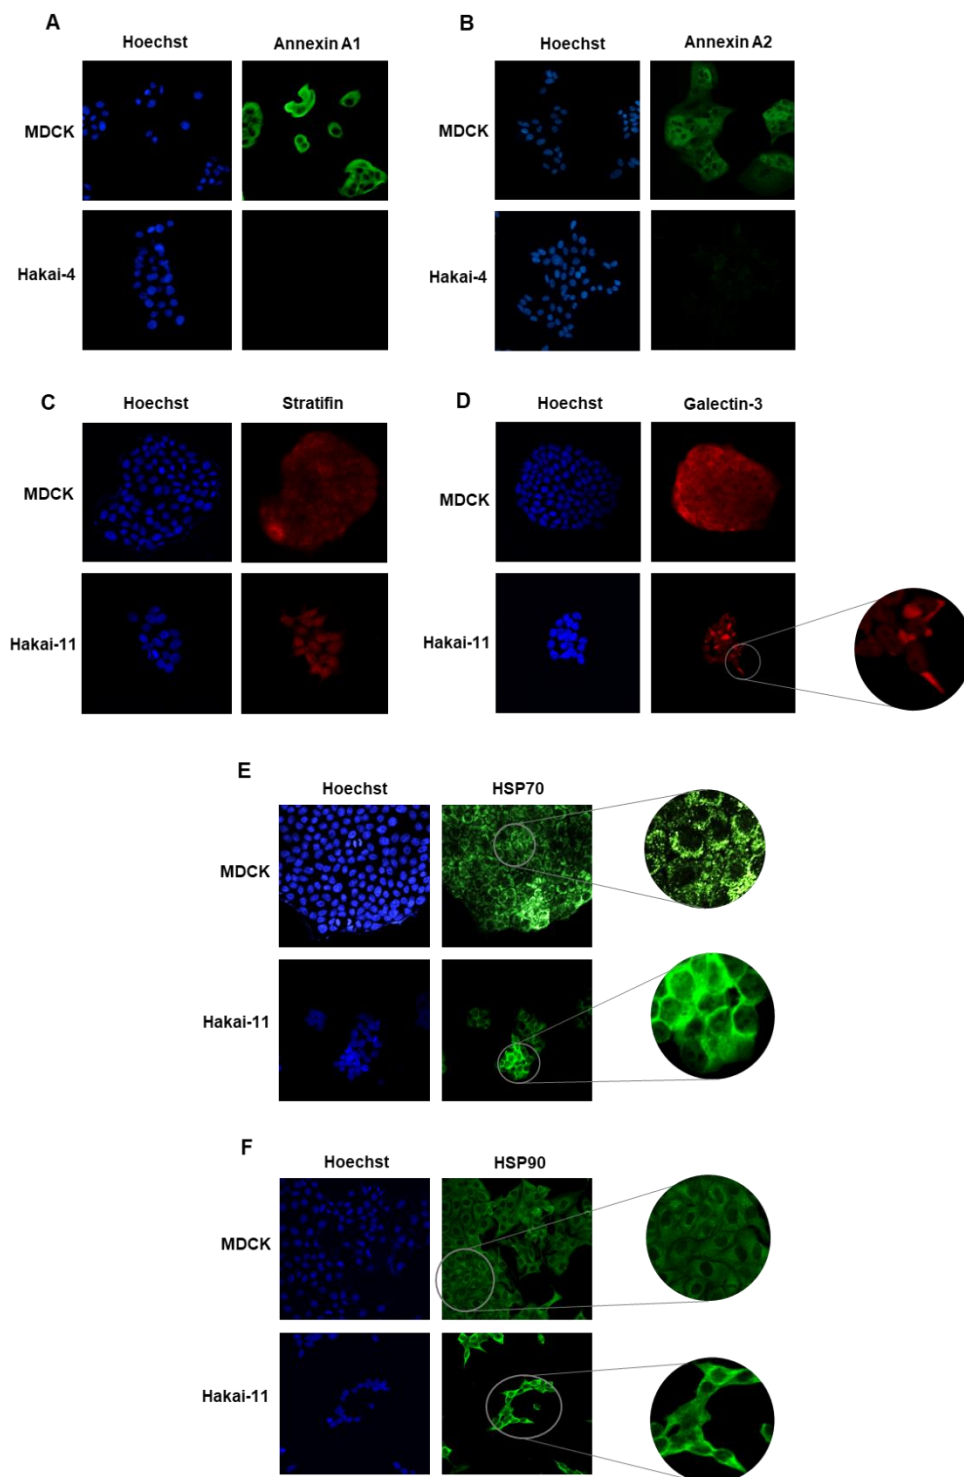 A
Hoechst Annexin A1
MDCK
Hakai-4
B
Hoechst Annexin A2
MDCK
Hakai-4
C
Hoechst Stratifin
MDCK
Hakai-11
D
Hoechst Galectin-3
MDCK
Hakai-11
E
Hoechst HSP70
MDCK
Hakai-11
F
Hoechst HSP90
MDCK
Hakai-11